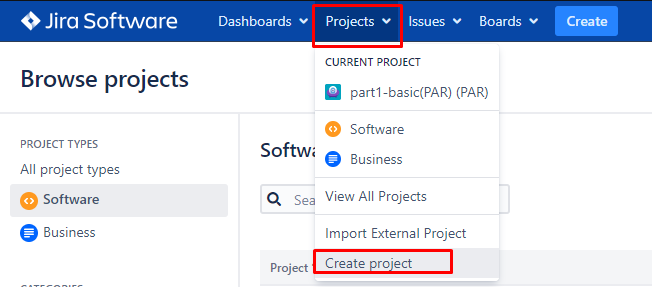 Jira Software Dashboards Projects Issues Boards Create
Browse projects
CURRENT PROJECT
part1-basic(PAR) (PAR)
Software
Business
View All Projects
Import External Project
Create project
PROJECT TYPES
All project types
Software
Business
CATEGORIES
Softwa
Sea
Project